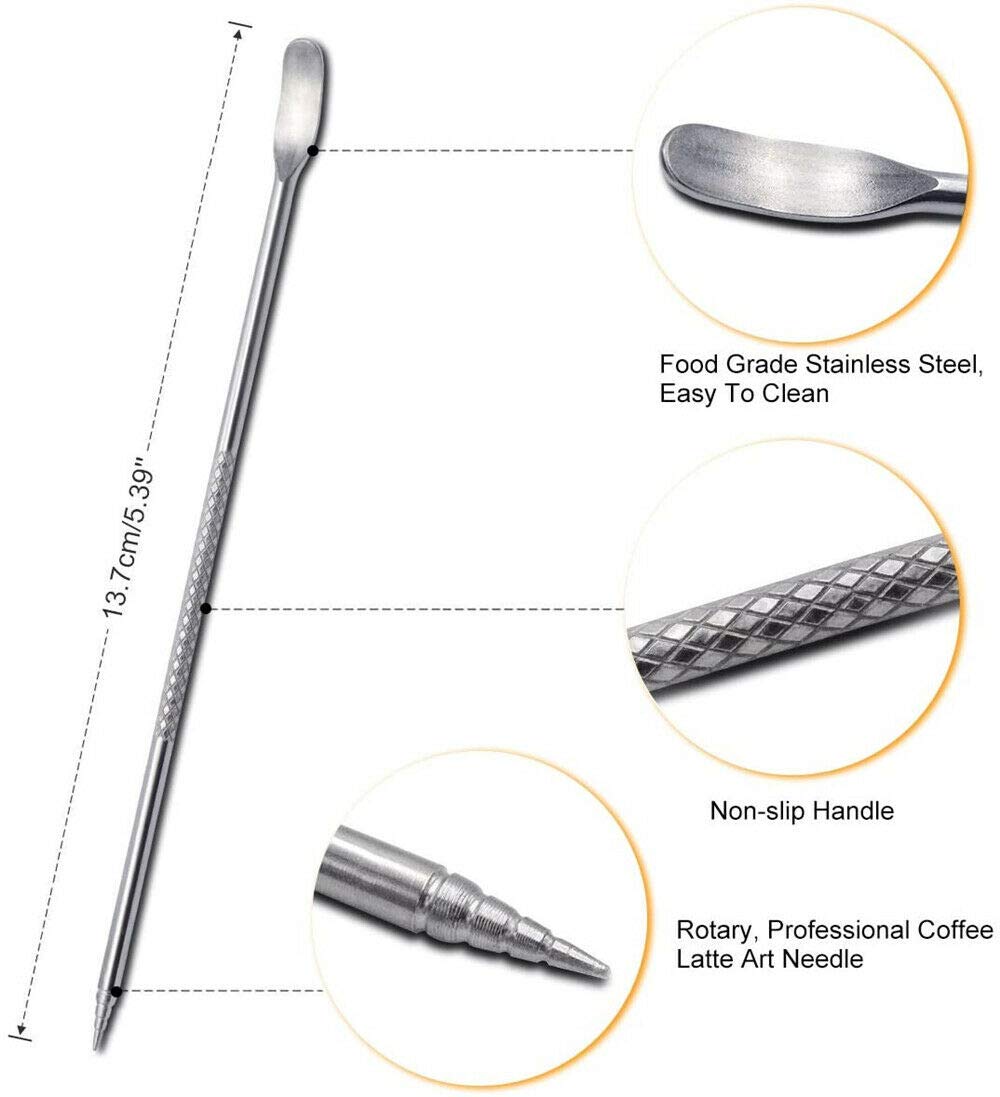 13.7cm/5.39"
Food Grade Stainless Steel,
Easy To Clean
Non-slip Handle
Rotary, Professional Coffee
Latte Art Needle